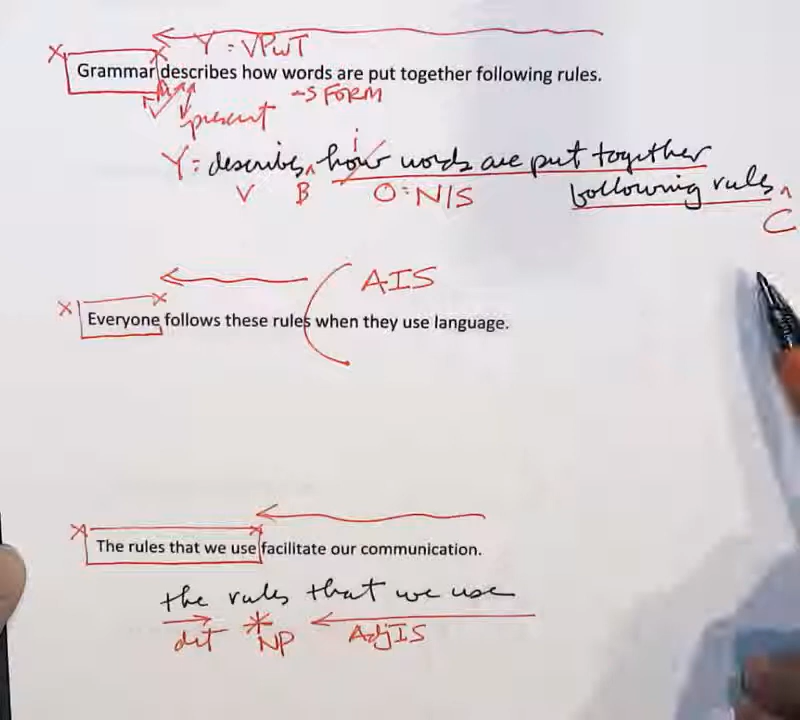 Y = VPWT
Grammar describes how words are put together following rules.
-S FORM
present
i
Y = describes ^ how words are put together
V B O = N/S
following rules ^
C
AIS
Everyone follows these rules when they use language.
The rules that we use facilitate our communication.
the rules that we use
det * NP AdjIS